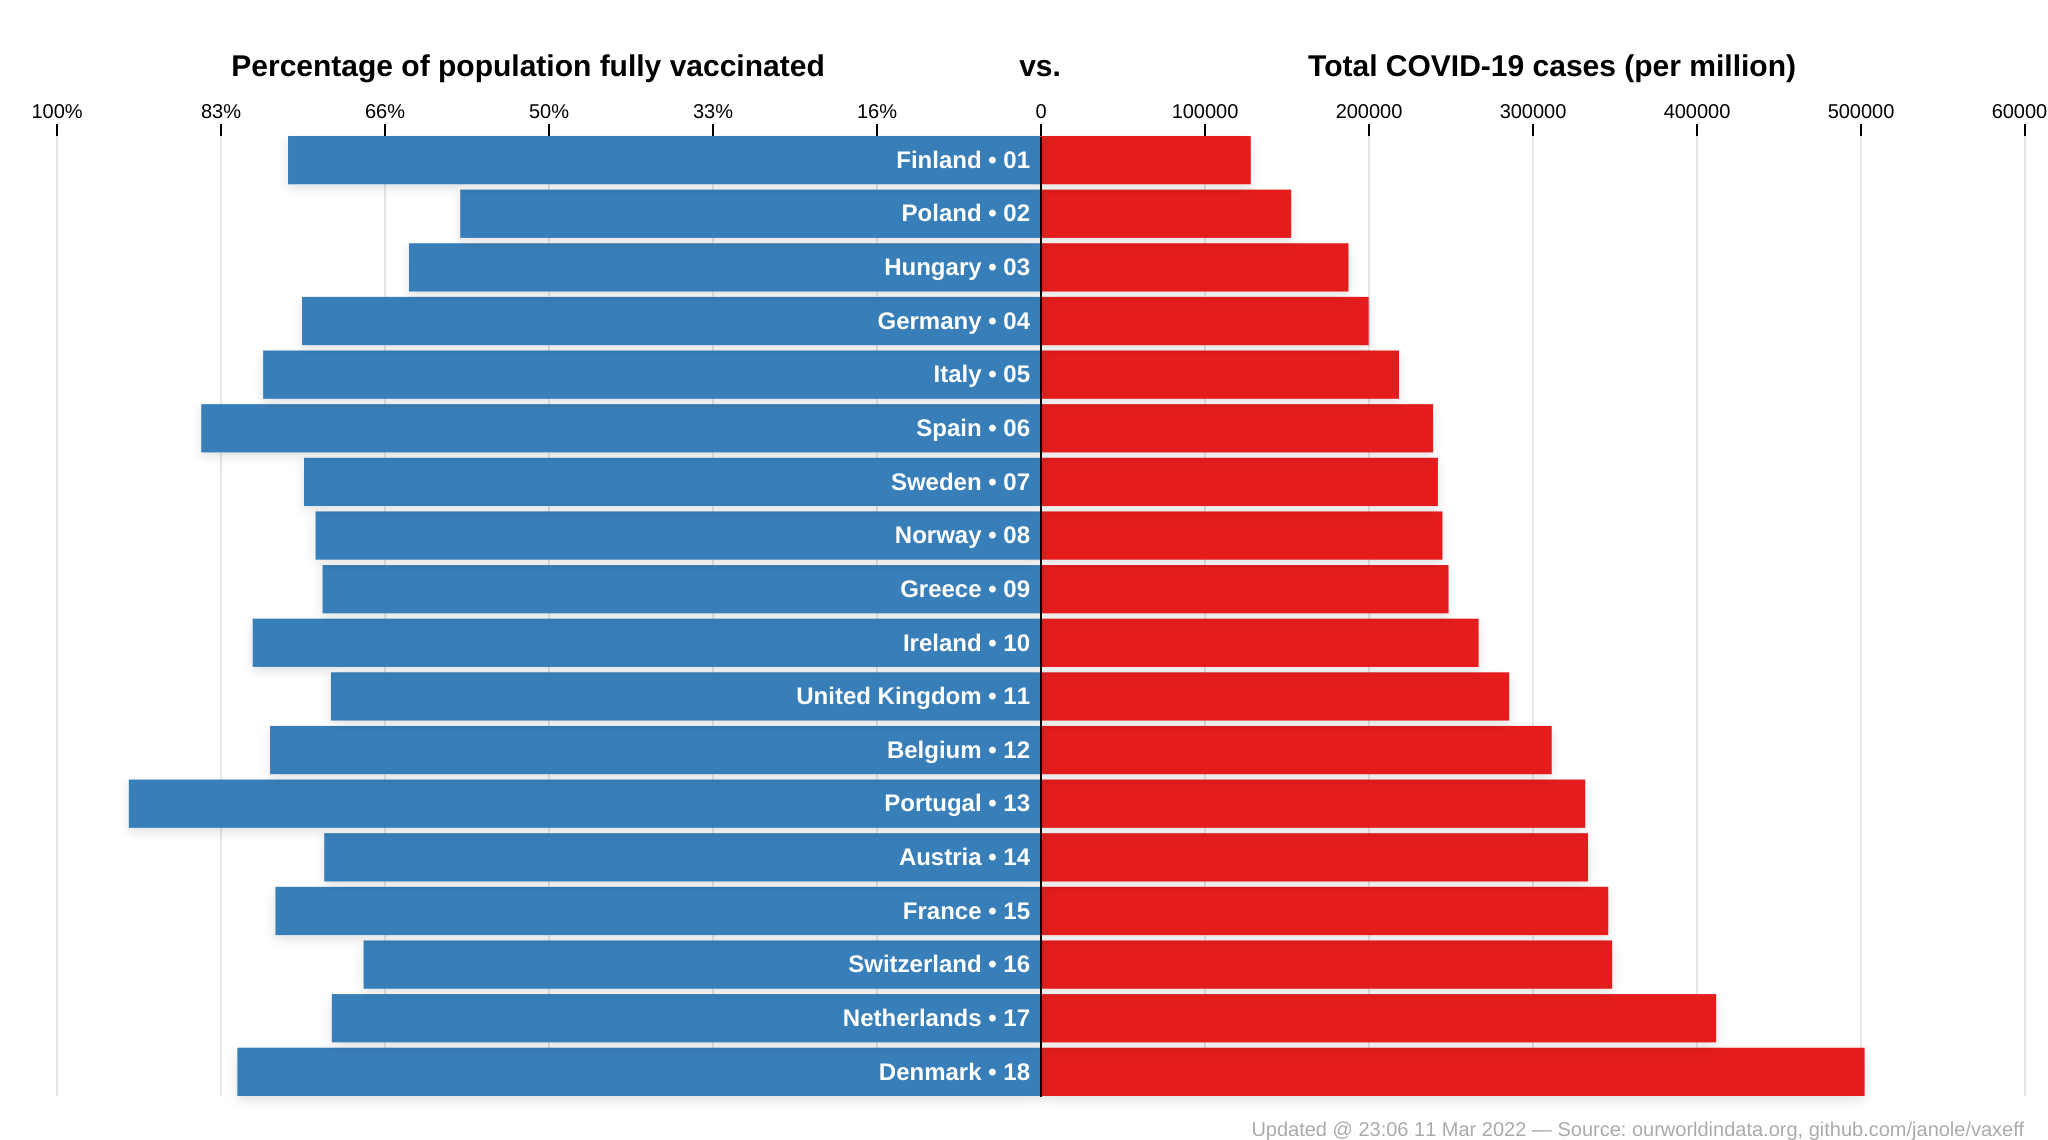 Percentage of population fully vaccinated vs. Total COVID-19 cases (per million)
100% 83% 66% 50% 33% 16% 0 100000 200000 300000 400000 500000 60000
Finland • 01
Poland • 02
Hungary • 03
Germany • 04
Italy • 05
Spain • 06
Sweden • 07
Norway • 08
Greece • 09
Ireland • 10
United Kingdom • 11
Belgium • 12
Portugal • 13
Austria • 14
France • 15
Switzerland • 16
Netherlands • 17
Denmark • 18
Updated @ 23:06 11 Mar 2022 — Source: ourworldindata.org, github.com/janole/vaxeff